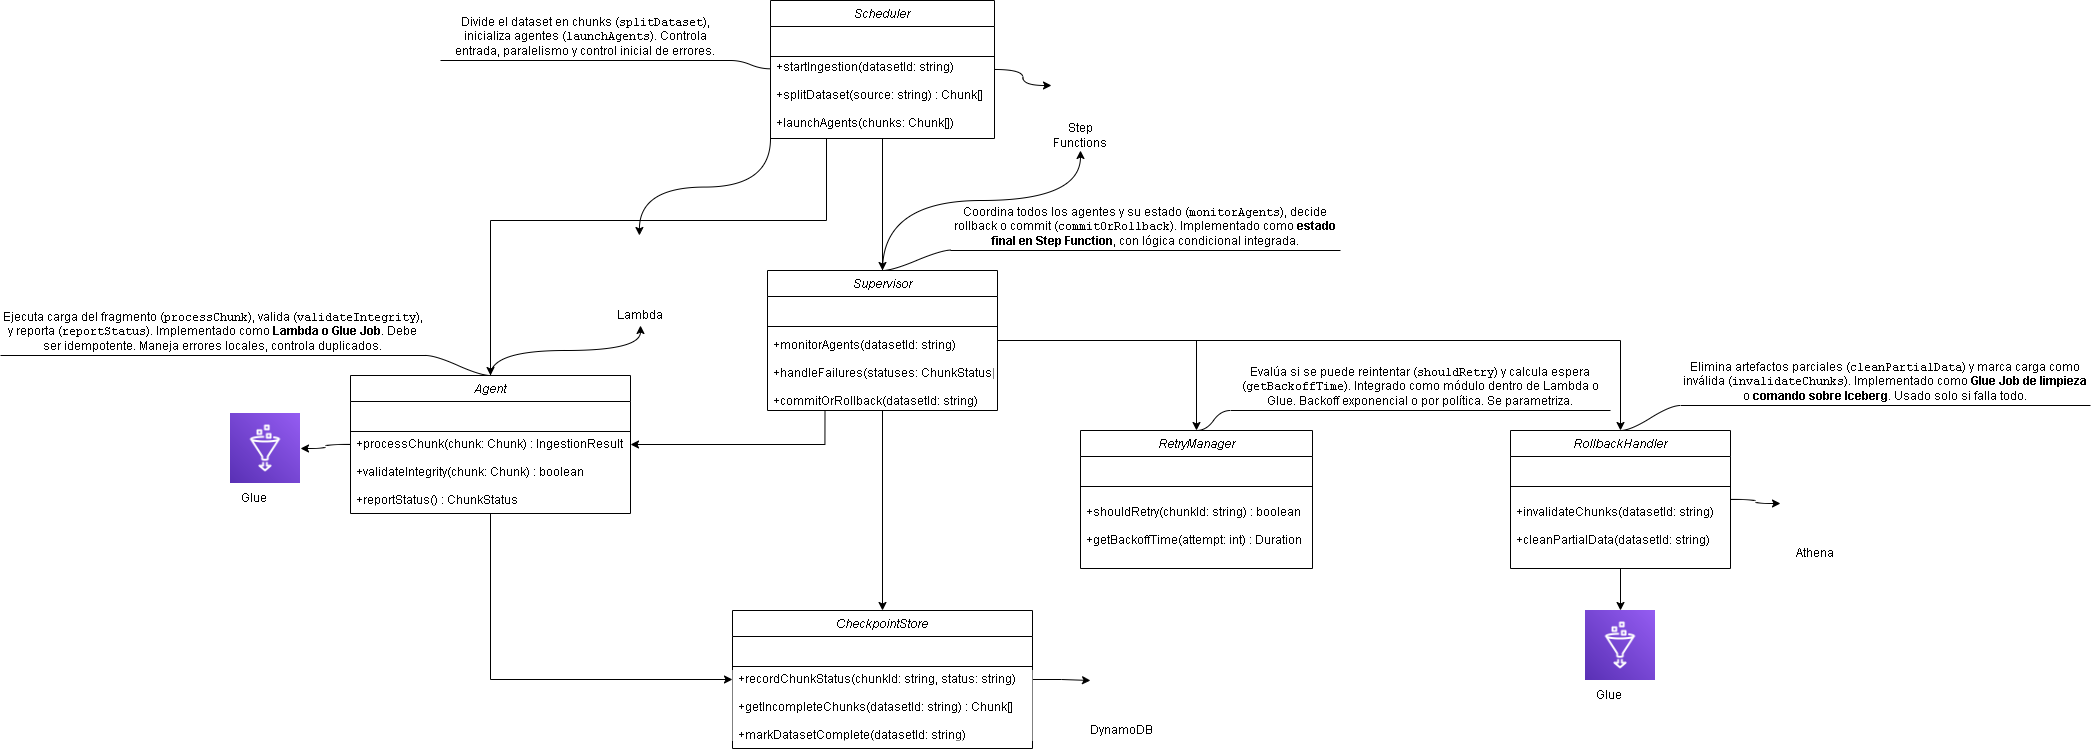 Scheduler
Divide el dataset en chunks (splitDataset),
inicializa agentes (launchAgents). Controla
entrada, paralelismo y control inicial de errores.
+startIngestion(datasetId: string)
+splitDataset(source: string) : Chunk[]
+launchAgents(chunks: Chunk[])
Step
Functions
Coordina todos los agentes y su estado (monitorAgents), decide
rollback o commit (commitOrRollback). Implementado como estado
final en Step Function, con lógica condicional integrada.
Supervisor
+monitorAgents(datasetId: string)
+handleFailures(statuses: ChunkStatus
+commitOrRollback(datasetId: string)
Lambda
Ejecuta carga del fragmento (processChunk), valida (validateIntegrity),
y reporta (reportStatus). Implementado como Lambda o Glue Job. Debe
ser idempotente. Maneja errores locales, controla duplicados.
Agent
+processChunk(chunk: Chunk) : IngestionResult
+validateIntegrity(chunk: Chunk) : boolean
+reportStatus() : ChunkStatus
Glue
Evalúa si se puede reintentar (shouldRetry) y calcula espera
(getBackoffTime). Integrado como módulo dentro de Lambda o
Glue. Backoff exponencial o por política. Se parametriza.
RetryManager
+shouldRetry(chunkId: string) : boolean
+getBackoffTime(attempt: int) : Duration
Elimina artefactos parciales (cleanPartialData) y marca carga como
inválida (invalidateChunks). Implementado como Glue Job de limpieza
o comando sobre Iceberg. Usado solo si falla todo.
RollbackHandler
+invalidateChunks(datasetId: string)
+cleanPartialData(datasetId: string)
Athena
Glue
CheckpointStore
+recordChunkStatus(chunkId: string, status: string)
+getIncompleteChunks(datasetId: string) : Chunk[]
+markDatasetComplete(datasetId: string)
DynamoDB